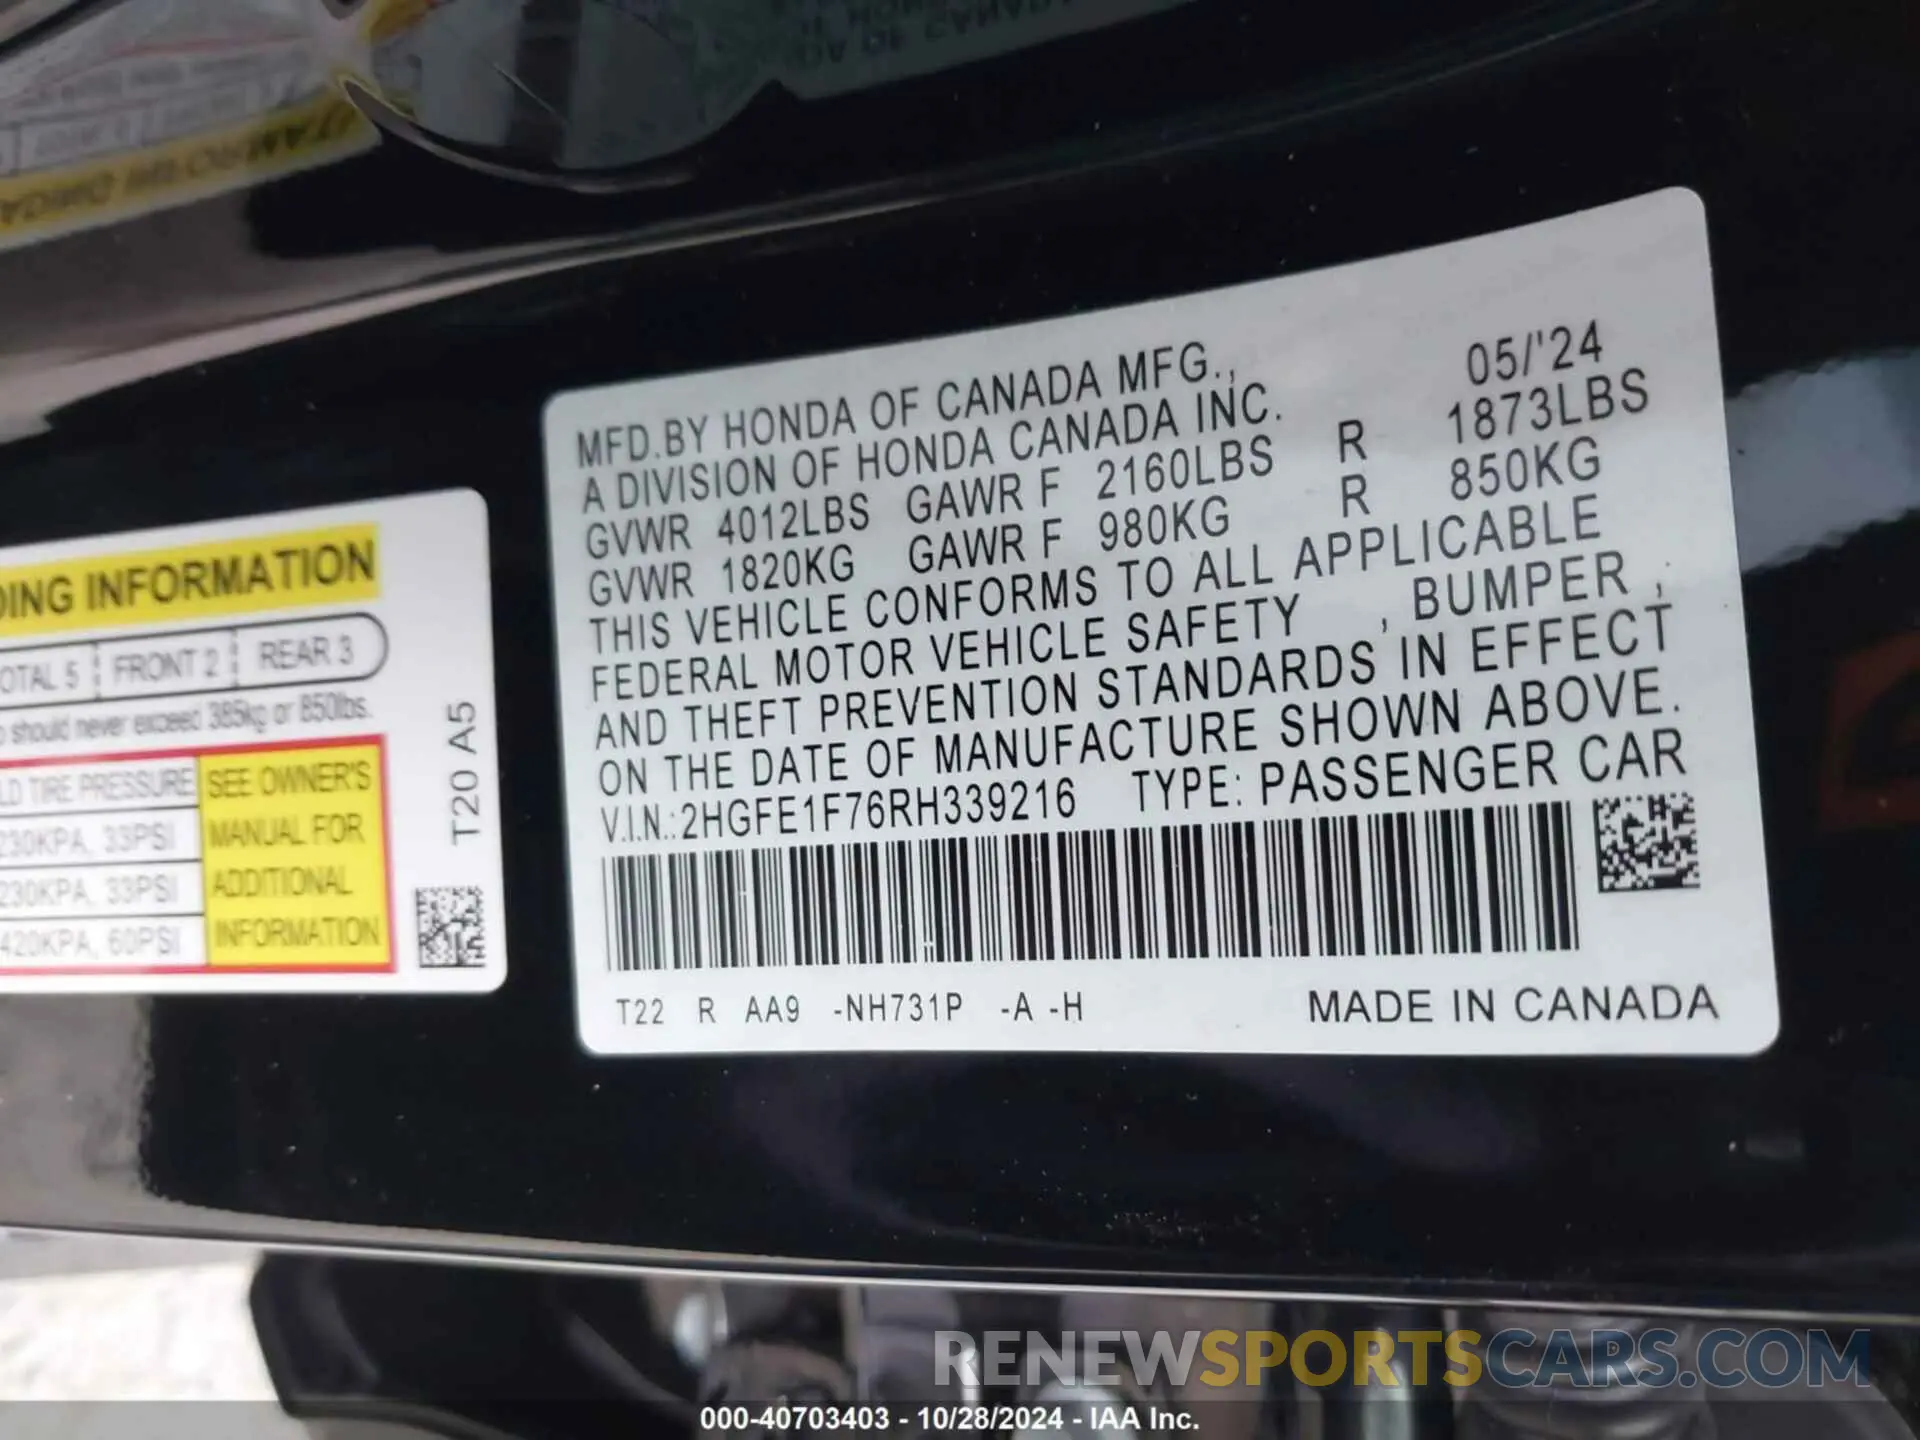 DING INFORMATION
OTAL 5 FRONT 2 REAR 3
should never exceed 385kg or 850lbs.
LD TIRE PRESSURE
230KPA, 33PSI
230KPA, 33PSI
420KPA, 60PSI
SEE OWNER'S
MANUAL FOR
ADDITIONAL
INFORMATION
T20 A5
MFD.BY HONDA OF CANADA MFG., 05/'24
A DIVISION OF HONDA CANADA INC.
GVWR 4012LBS GAWR F 2160LBS R 1873LBS
GVWR 1820KG GAWR F 980KG R 850KG
THIS VEHICLE CONFORMS TO ALL APPLICABLE
FEDERAL MOTOR VEHICLE SAFETY , BUMPER ,
AND THEFT PREVENTION STANDARDS IN EFFECT
ON THE DATE OF MANUFACTURE SHOWN ABOVE.
V.I.N.:2HGFE1F76RH339216 TYPE: PASSENGER CAR
T22 R AA9 -NH731P -A -H MADE IN CANADA
RENEWSPORTSCARS.COM
000-40703403 - 10/28/2024 - IAA Inc.